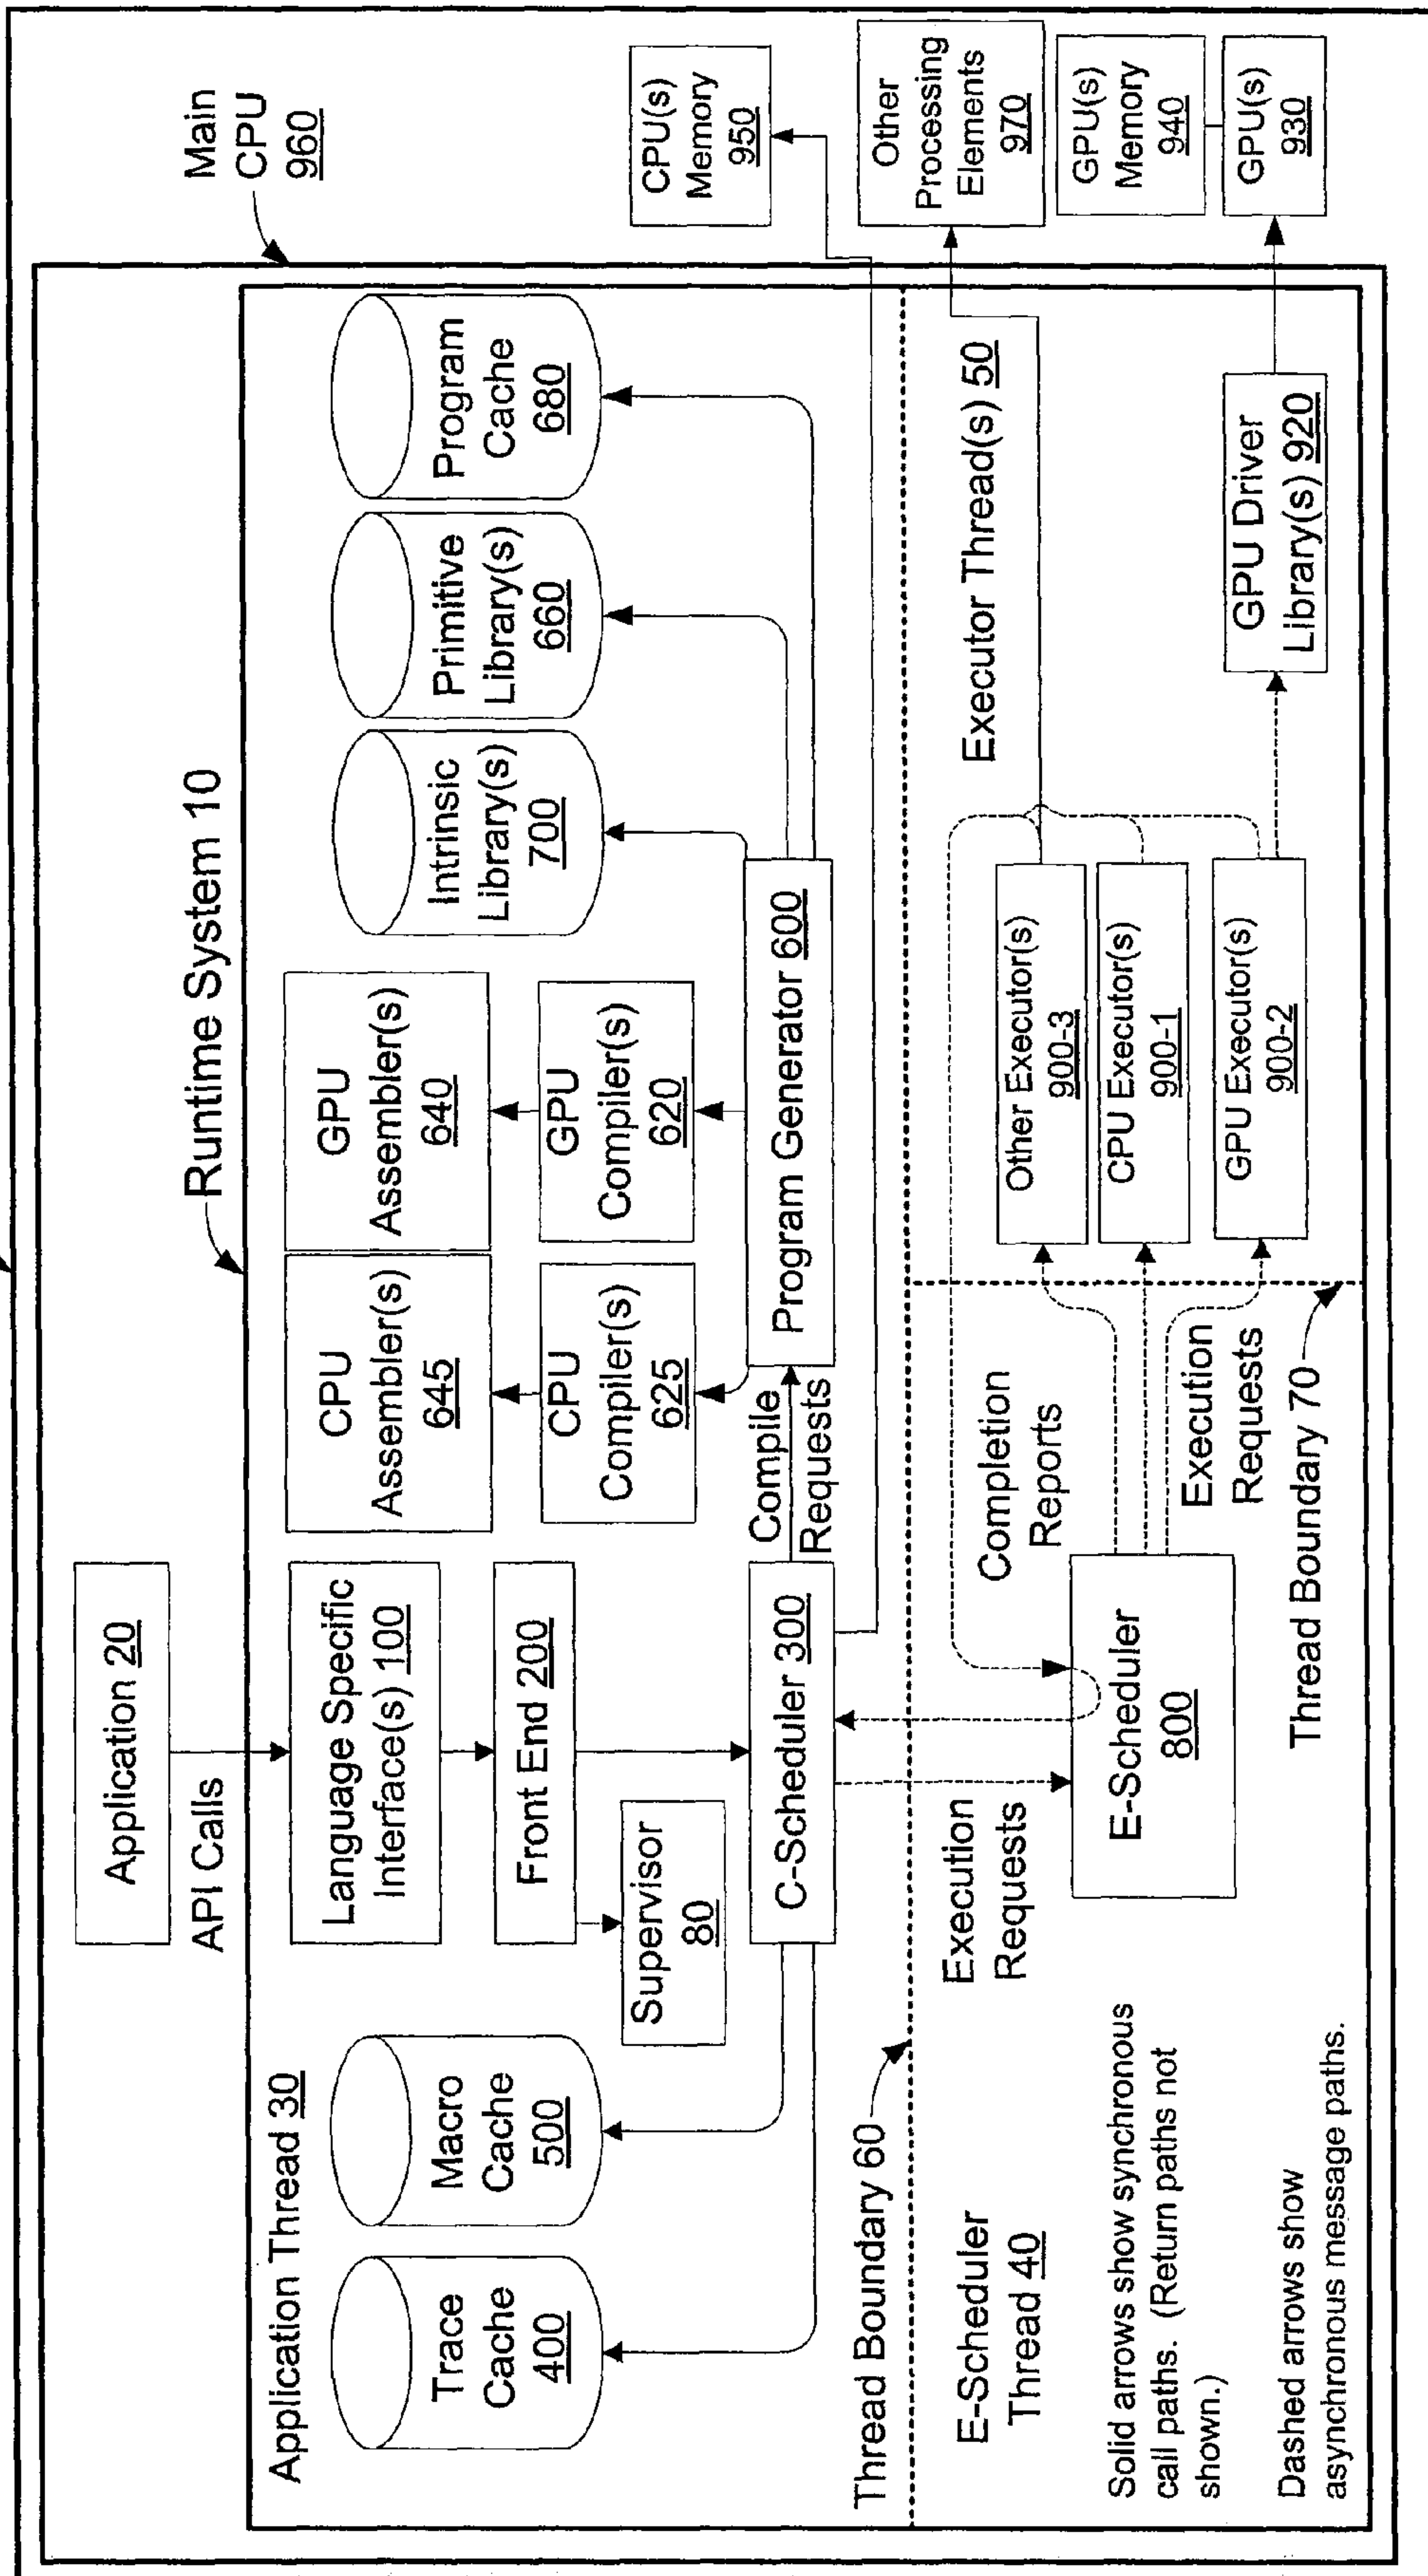 Main
CPU
960
Runtime System 10
Application 20
API Calls
Application Thread 30
Language Specific
Interface(s) 100
Front End 200
Supervisor
80
C-Scheduler 300
Trace
Cache
400
Macro
Cache
500
CPU
Assembler(s)
645
GPU
Assembler(s)
640
CPU
Compiler(s)
625
GPU
Compiler(s)
620
Compile
Requests
Program Generator 600
Intrinsic
Library(s)
700
Primitive
Library(s)
660
Program
Cache
680
CPU(s)
Memory
950
Other
Processing
Elements
970
GPU(s)
Memory
940
GPU(s)
930
Thread Boundary 60
E-Scheduler
Thread 40
Execution
Requests
E-Scheduler
800
Completion
Reports
Execution
Requests
Thread Boundary 70
Executor Thread(s) 50
Other Executor(s)
900-3
CPU Executor(s)
900-1
GPU Executor(s)
900-2
GPU Driver
Library(s) 920
Solid arrows show synchronous
call paths. (Return paths not
shown.)
Dashed arrows show
asynchronous message paths.